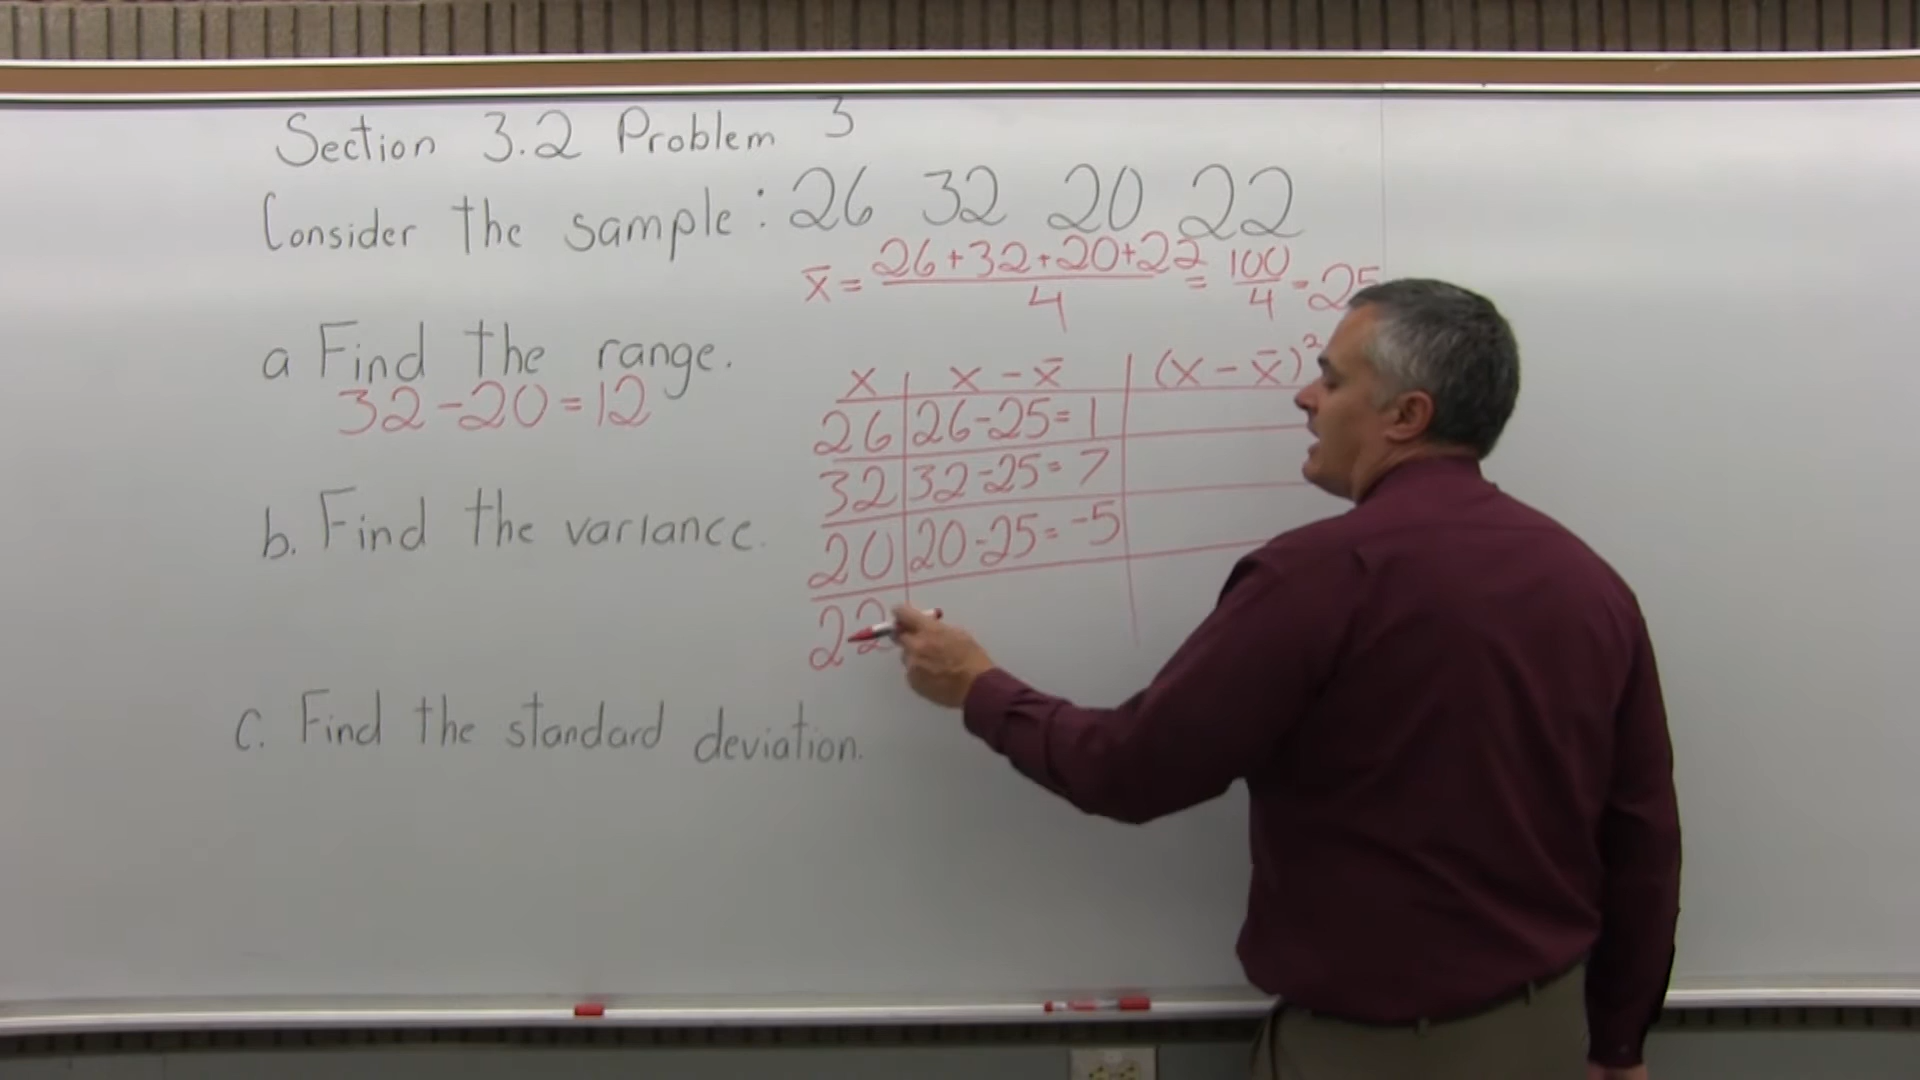 Section 3.2 Problem 3
Consider the sample: 26 32 20 22
x̄ = 26+32+20+22 / 4 = 100/4 = 25
a Find the range.
32-20=12
x | x - x̄ | (x - x̄)²
26 | 26-25= 1
32 | 32-25= 7
20 | 20-25= -5
22
b. Find the variance.
c. Find the standard deviation.